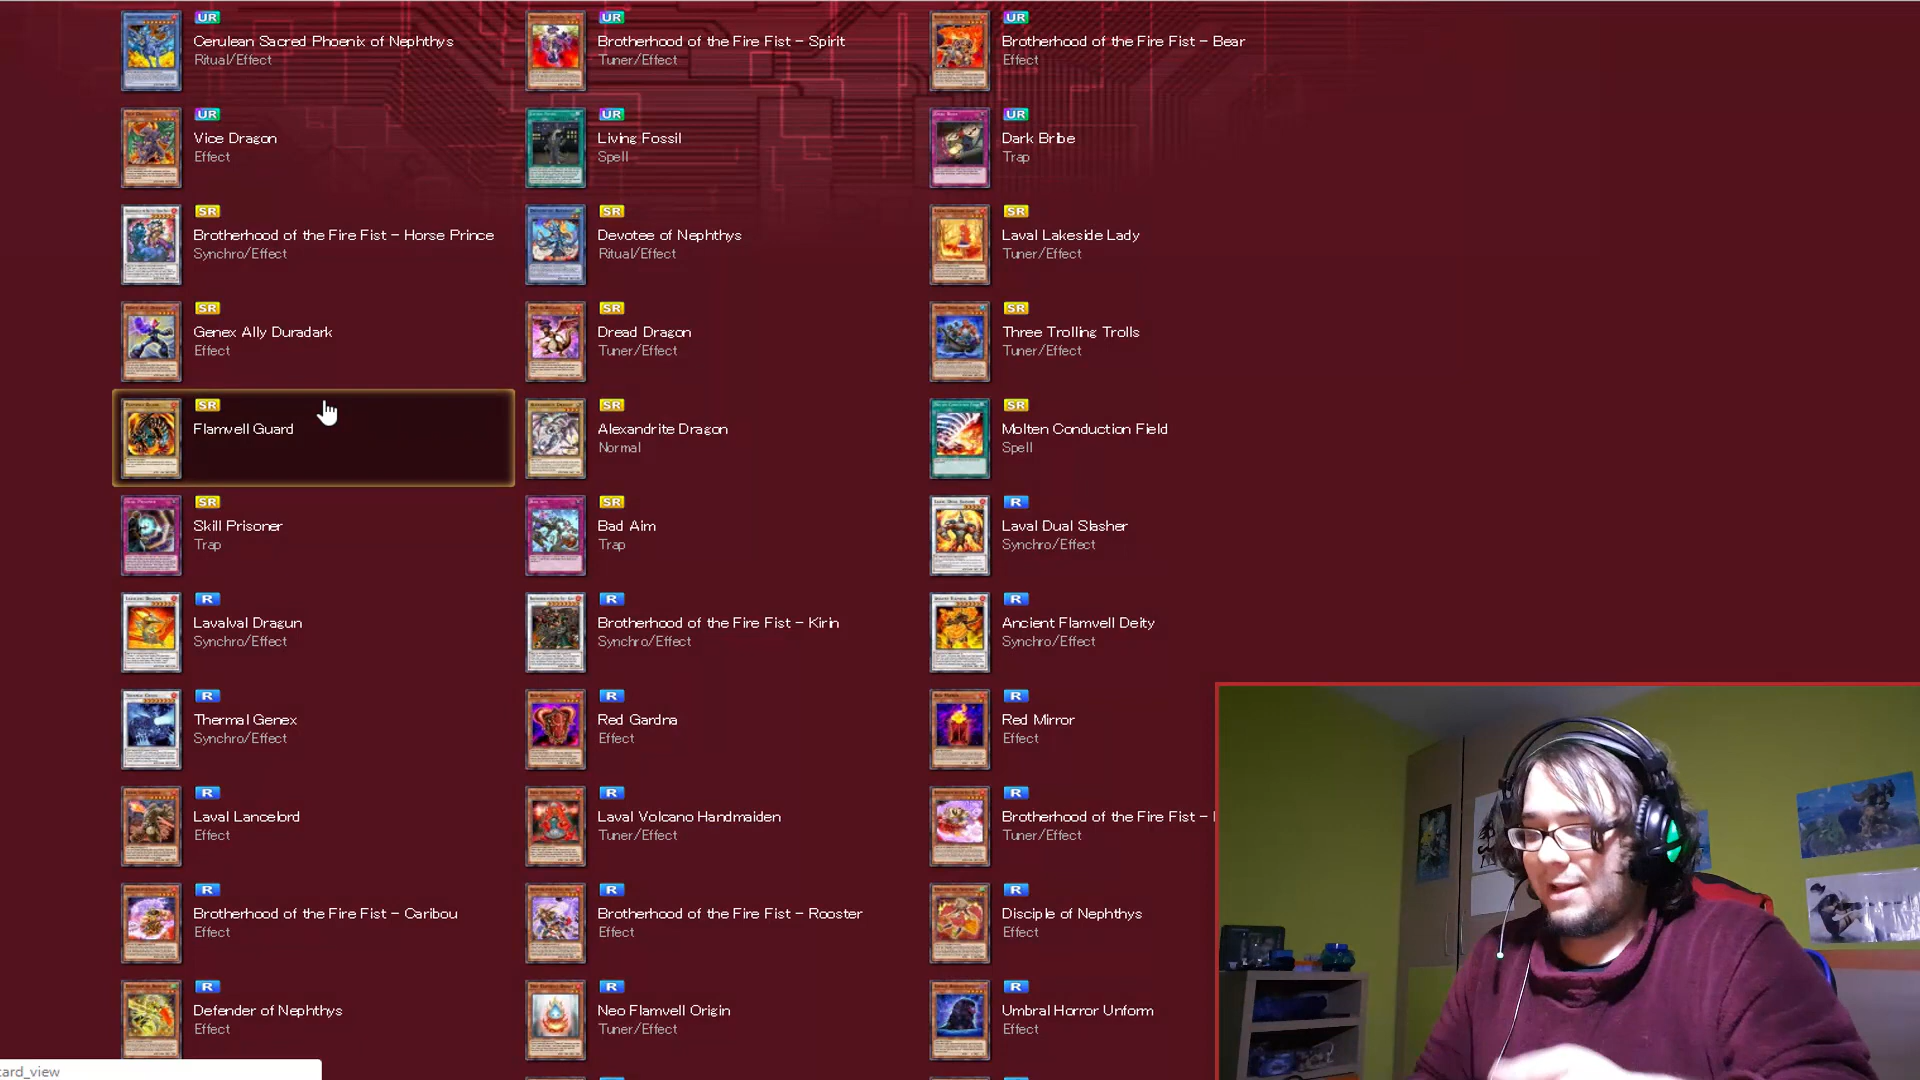 UR
Cerulean Sacred Phoenix of Nephthys
Ritual/Effect
UR
Brotherhood of the Fire Fist - Spirit
Tuner/Effect
UR
Brotherhood of the Fire Fist - Bear
Effect
UR
Vice Dragon
Effect
UR
Living Fossil
Spell
UR
Dark Bribe
Trap
SR
Brotherhood of the Fire Fist - Horse Prince
Synchro/Effect
SR
Devotee of Nephthys
Ritual/Effect
SR
Laval Lakeside Lady
Tuner/Effect
SR
Genex Ally Duradark
Effect
SR
Dread Dragon
Tuner/Effect
SR
Three Trolling Trolls
Tuner/Effect
SR
Flamvell Guard
SR
Alexandrite Dragon
Normal
SR
Molten Conduction Field
Spell
SR
Skill Prisoner
Trap
SR
Bad Aim
Trap
R
Laval Dual Slasher
Synchro/Effect
R
Lavalval Dragun
Synchro/Effect
R
Brotherhood of the Fire Fist - Kirin
Synchro/Effect
R
Ancient Flamvell Deity
Synchro/Effect
R
Thermal Genex
Synchro/Effect
R
Red Gardna
Effect
R
Red Mirror
Effect
R
Laval Lancelord
Effect
R
Laval Volcano Handmaiden
Tuner/Effect
R
Brotherhood of the Fire Fist -
Tuner/Effect
R
Brotherhood of the Fire Fist - Caribou
Effect
R
Brotherhood of the Fire Fist - Rooster
Effect
R
Disciple of Nephthys
Effect
R
Defender of Nephthys
Effect
R
Neo Flamvell Origin
Tuner/Effect
R
Umbral Horror Unform
Effect
card_view